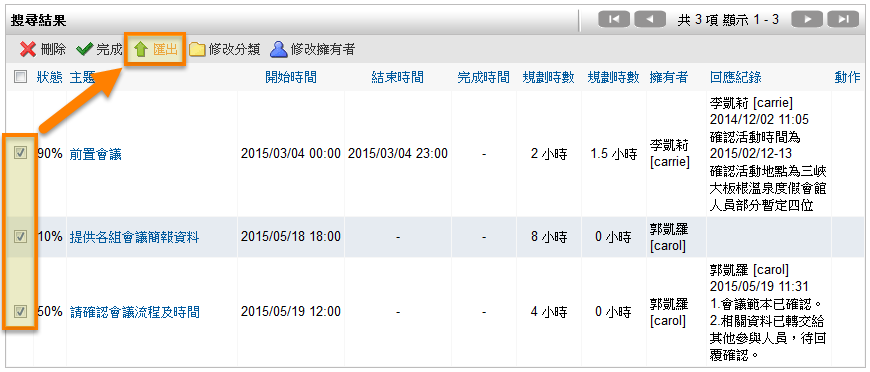 搜尋結果 共 3 項 顯示 1 - 3
刪除 完成 匯出 修改分類 修改擁有者
狀態 主題 開始時間 結束時間 完成時間 規劃時數 規劃時數 擁有者 回應紀錄 動作
90% 前置會議 2015/03/04 00:00 2015/03/04 23:00 - 2 小時 1.5 小時
李凱莉
[carrie]
李凱莉 [carrie]
2014/12/02 11:05
確認活動時間為
2015/02/12-13
確認活動地點為三峽
大板根溫泉度假會館
人員部分暫定四位
10% 提供各組會議簡報資料 2015/05/18 18:00 - - 8 小時 0 小時
郭凱羅
[carol]
50% 請確認會議流程及時間 2015/05/19 12:00 - - 4 小時 0 小時
郭凱羅
[carol]
郭凱羅 [carol]
2015/05/19 11:31
1.會議範本已確認。
2.相關資料已轉交給
其他參與人員，待回
覆確認。